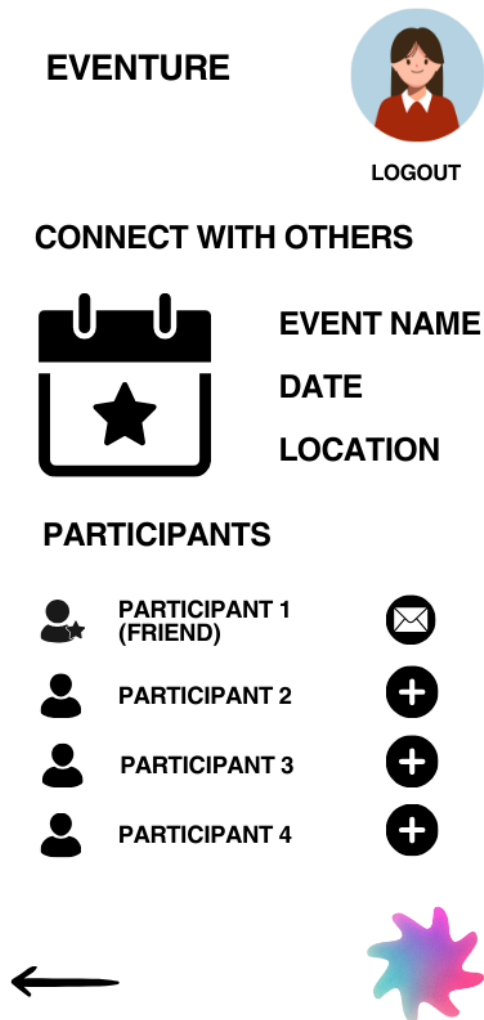 EVENTURE
LOGOUT
CONNECT WITH OTHERS
EVENT NAME
DATE
LOCATION
PARTICIPANTS
PARTICIPANT 1
(FRIEND)
PARTICIPANT 2
PARTICIPANT 3
PARTICIPANT 4